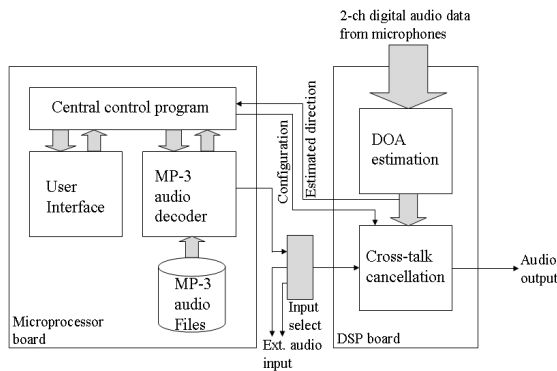 2-ch digital audio data
from microphones
Central control program
User
Interface
MP-3
audio
decoder
MP-3
audio
Files
Microprocessor
board
Configuration
Estimated direction
DOA
estimation
Cross-talk
cancellation
Audio
output
Input
select
Ext. audio
input
DSP board